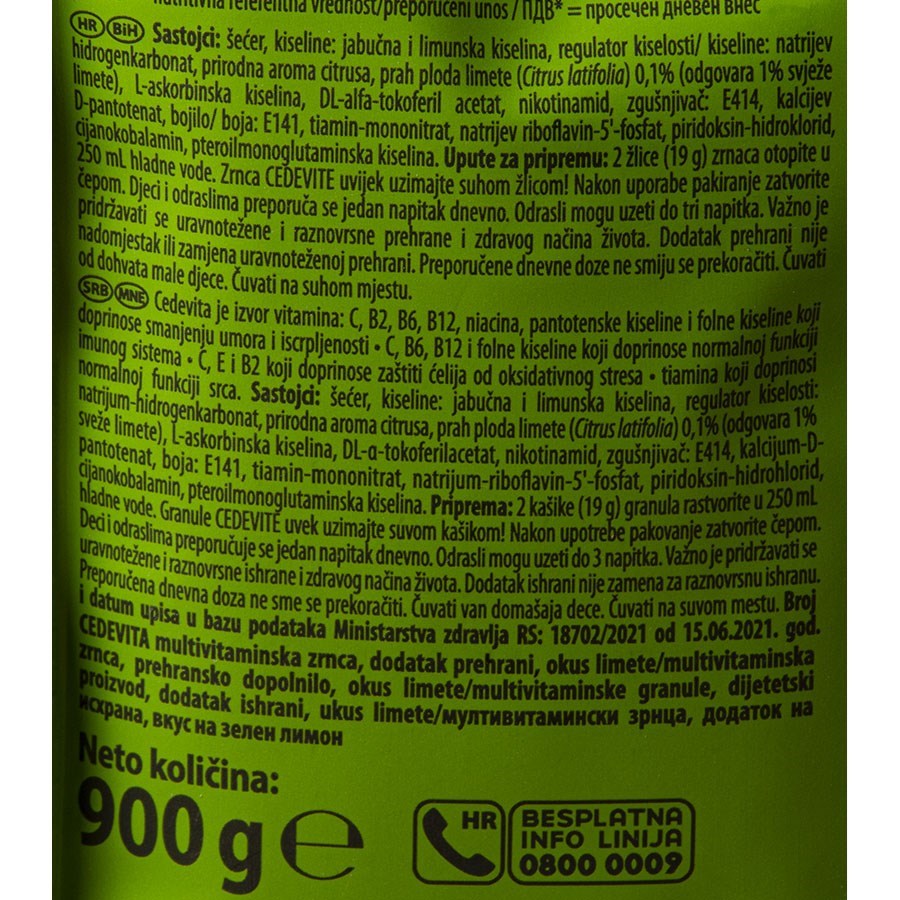 nutritivna referentna vrednost/preporučeni unos / ПДВ* = просечен дневен внес
HR BiH Sastojci: šećer, kiseline: jabučna i limunska kiselina, regulator kiselosti/ kiseline: natrijev
hidrogenkarbonat, prirodna aroma citrusa, prah ploda limete (Citrus latifolia) 0,1% (odgovara 1% svježe
limete), L-askorbinska kiselina, DL-alfa-tokoferil acetat, nikotinamid, zgušnjivač: E414, kalcijev
D-pantotenat, bojilo/ boja: E141, tiamin-mononitrat, natrijev riboflavin-5'-fosfat, piridoksin-hidroklorid,
cijanokobalamin, pteroilmonoglutaminska kiselina. Upute za pripremu: 2 žlice (19 g) zrnaca otopite u
250 mL hladne vode. Zrnca CEDEVITE uvijek uzimajte suhom žlicom! Nakon uporabe pakiranje zatvorite
čepom. Djeci i odraslima preporuča se jedan napitak dnevno. Odrasli mogu uzeti do tri napitka. Važno je
pridržavati se uravnotežene i raznovrsne prehrane i zdravog načina života. Dodatak prehrani nije
nadomjestak ili zamjena uravnoteženoj prehrani. Preporučene dnevne doze ne smiju se prekoračiti. Čuvati
od dohvata male djece. Čuvati na suhom mjestu.
SRB MNE Cedevita je izvor vitamina: C, B2, B6, B12, niacina, pantotenske kiseline i folne kiseline koji
doprinose smanjenju umora i iscrpljenosti • C, B6, B12 i folne kiseline koji doprinose normalnoj funkciji
imunog sistema • C, E i B2 koji doprinose zaštiti ćelija od oksidativnog stresa • tiamina koji doprinosi
normalnoj funkciji srca. Sastojci: šećer, kiseline: jabučna i limunska kiselina, regulator kiselosti:
natrijum-hidrogenkarbonat, prirodna aroma citrusa, prah ploda limete (Citrus latifolia) 0,1% (odgovara 1%
sveže limete), L-askorbinska kiselina, DL-α-tokoferilacetat, nikotinamid, zgušnjivač: E414, kalcijum-D-
pantotenat, boja: E141, tiamin-mononitrat, natrijum-riboflavin-5'-fosfat, piridoksin-hidrohlorid,
cijanokobalamin, pteroilmonoglutaminska kiselina. Priprema: 2 kašike (19 g) granula rastvorite u 250 mL
hladne vode. Granule CEDEVITE uvek uzimajte suvom kašikom! Nakon upotrebe pakovanje zatvorite čepom.
Deci i odraslima preporučuje se jedan napitak dnevno. Odrasli mogu uzeti do 3 napitka. Važno je pridržavati se
uravnotežene i raznovrsne ishrane i zdravog načina života. Dodatak ishrani nije zamena za raznovrsnu ishranu.
Preporučena dnevna doza ne sme se prekoračiti. Čuvati van domašaja dece. Čuvati na suvom mestu. Broj
i datum upisa u bazu podataka Ministarstva zdravlja RS: 18702/2021 od 15.06.2021. god.
CEDEVITA multivitaminska zrnca, dodatak prehrani, okus limete/multivitaminska
zrnca, prehransko dopolnilo, okus limete/multivitaminske granule, dijetetski
proizvod, dodatak ishrani, ukus limete/мултивитамински зрнца, додаток на
исхрана, вкус на зелен лимон
Neto količina:
900 g e
HR BESPLATNA
INFO LINIJA
0800 0009